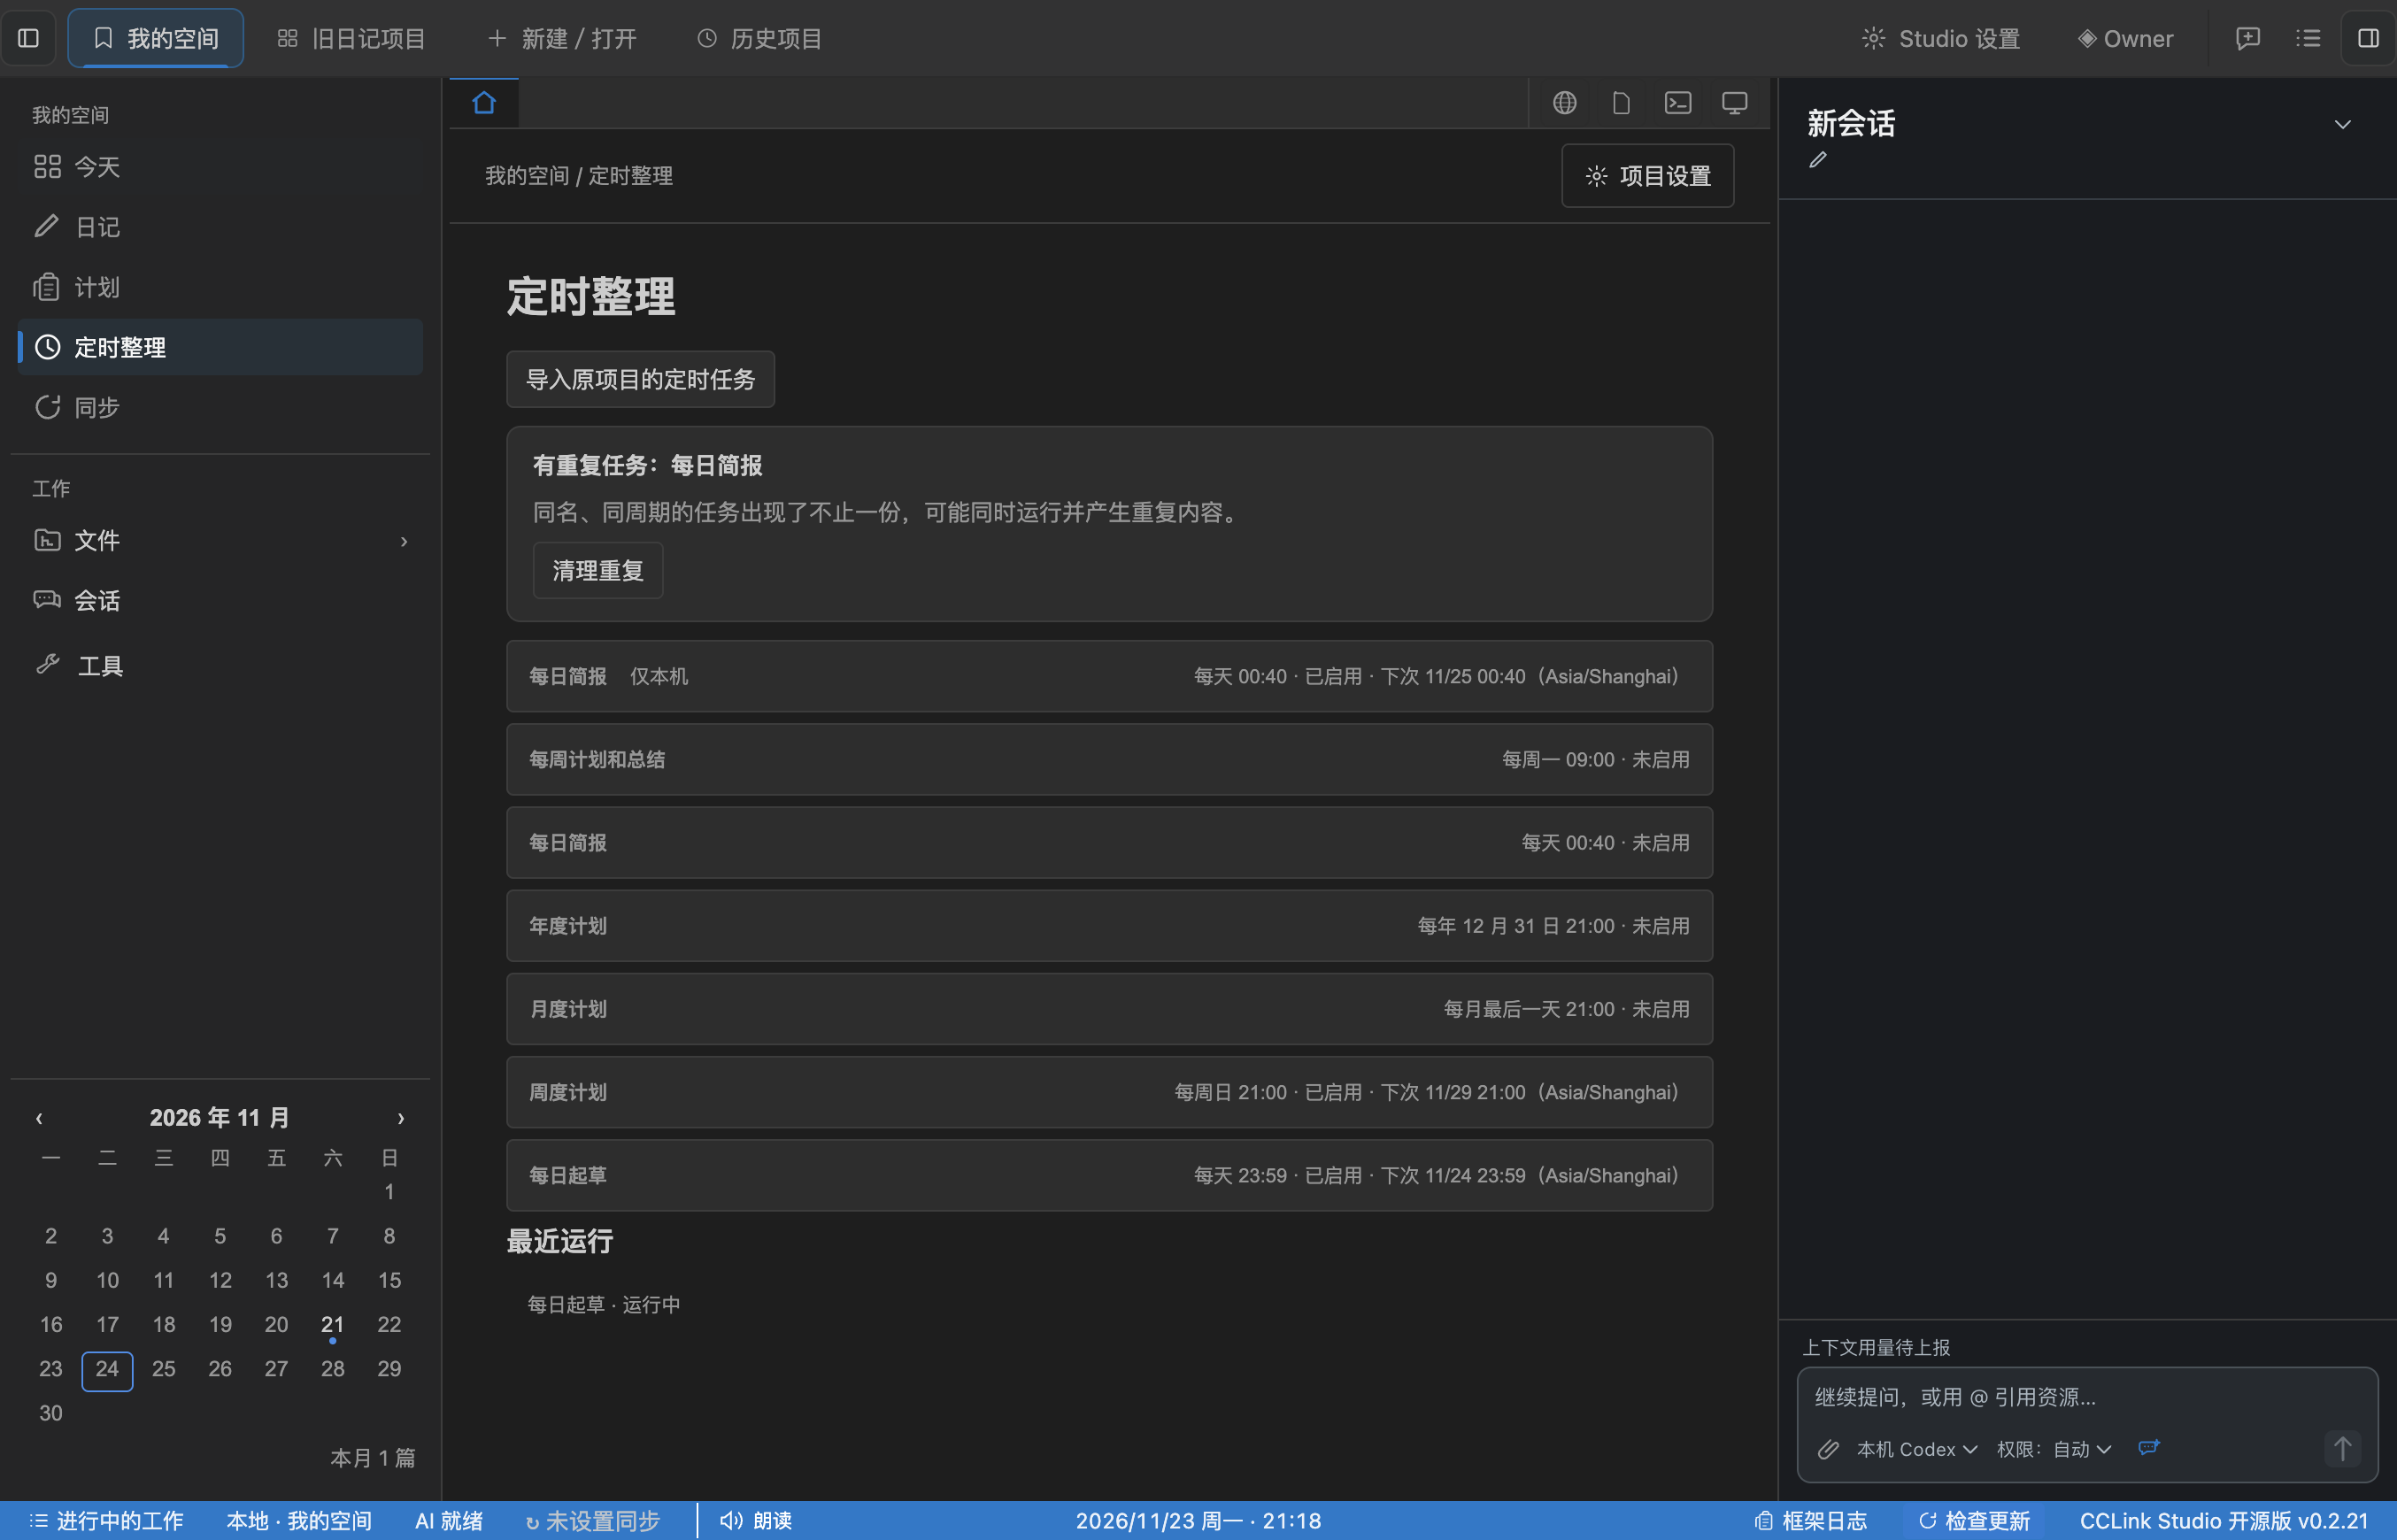 我的空间 旧日记项目 新建 / 打开 历史项目 Studio 设置 Owner
我的空间
今天
日记
计划
定时整理
同步
工作
文件
会话
工具
2026 年 11 月
一 二 三 四 五 六 日
1
2 3 4 5 6 7 8
9 10 11 12 13 14 15
16 17 18 19 20 21 22
23 24 25 26 27 28 29
30
本月 1 篇
我的空间 / 定时整理
项目设置
定时整理
导入原项目的定时任务
有重复任务：每日简报
同名、同周期的任务出现了不止一份，可能同时运行并产生重复内容。
清理重复
每日简报 仅本机 每天 00:40 · 已启用 · 下次 11/25 00:40（Asia/Shanghai）
每周计划和总结 每周一 09:00 · 未启用
每日简报 每天 00:40 · 未启用
年度计划 每年 12 月 31 日 21:00 · 未启用
月度计划 每月最后一天 21:00 · 未启用
周度计划 每周日 21:00 · 已启用 · 下次 11/29 21:00（Asia/Shanghai）
每日起草 每天 23:59 · 已启用 · 下次 11/24 23:59（Asia/Shanghai）
最近运行
每日起草 · 运行中
新会话
上下文用量待上报
继续提问，或用 @ 引用资源...
本机 Codex 权限：自动
进行中的工作 本地 · 我的空间 AI 就绪 未设置同步 朗读 2026/11/23 周一 · 21:18 框架日志 检查更新 CCLink Studio 开源版 v0.2.21